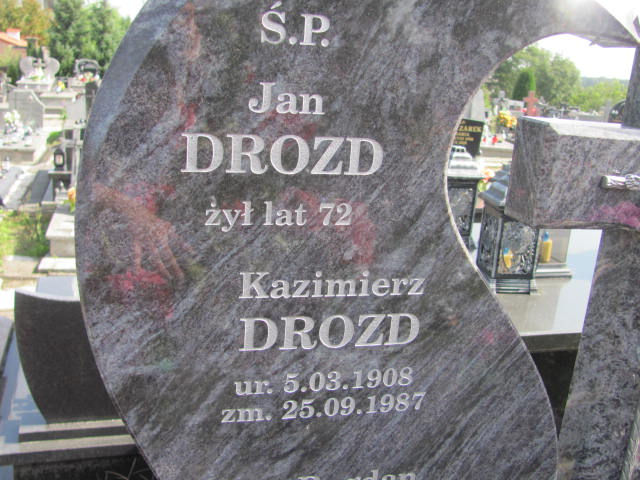 Ś.P.
Jan
DROZD
żył lat 72
Kazimierz
DROZD
ur. 5.03.1908
zm. 25.09.1987